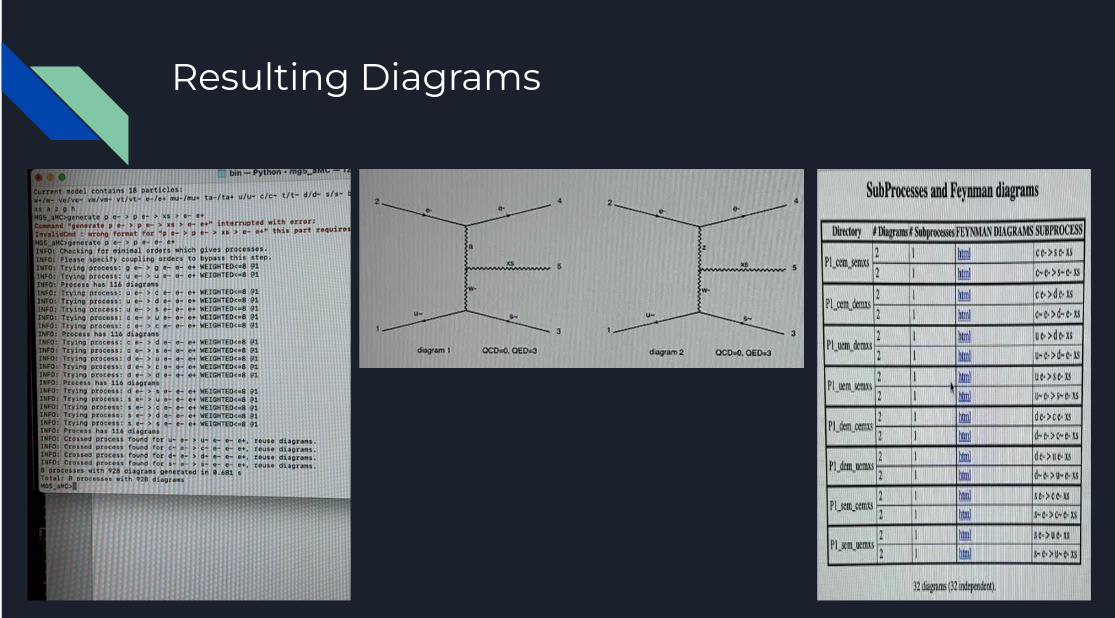 Resulting Diagrams
bin — Python • mg5_aMC — 12
Current model contains 18 particles:
w+/w- ve/ve~ vm/vm~ vt/vt~ e-/e+ mu-/mu+ ta-/ta+ u/u~ c/c~ t/t~ d/d~ s/s~ b
xs a z g h
MG5_aMC>generate p e- > p e- > xs > e- e+
Command "generate p e- > p e- > xs > e- e+" interrupted with error:
InvalidCmd : wrong format for "p e- > p e- > xs > e- e+" this part requires
MG5_aMC>generate p e- > p e- e- e+
INFO: Checking for minimal orders which gives processes.
INFO: Please specify coupling orders to bypass this step.
INFO: Trying process: g e- > g e- e- e+ WEIGHTED<=8 @1
INFO: Trying process: u e- > u e- e- e+ WEIGHTED<=8 @1
INFO: Process has 116 diagrams
INFO: Trying process: u e- > c e- e- e+ WEIGHTED<=8 @1
INFO: Trying process: u e- > d e- e- e+ WEIGHTED<=8 @1
INFO: Trying process: u e- > s e- e- e+ WEIGHTED<=8 @1
INFO: Trying process: c e- > u e- e- e+ WEIGHTED<=8 @1
INFO: Trying process: c e- > c e- e- e+ WEIGHTED<=8 @1
INFO: Process has 116 diagrams
INFO: Trying process: c e- > d e- e- e+ WEIGHTED<=8 @1
INFO: Trying process: c e- > s e- e- e+ WEIGHTED<=8 @1
INFO: Trying process: d e- > u e- e- e+ WEIGHTED<=8 @1
INFO: Trying process: d e- > c e- e- e+ WEIGHTED<=8 @1
INFO: Trying process: d e- > d e- e- e+ WEIGHTED<=8 @1
INFO: Process has 116 diagrams
INFO: Trying process: d e- > s e- e- e+ WEIGHTED<=8 @1
INFO: Trying process: s e- > u e- e- e+ WEIGHTED<=8 @1
INFO: Trying process: s e- > c e- e- e+ WEIGHTED<=8 @1
INFO: Trying process: s e- > d e- e- e+ WEIGHTED<=8 @1
INFO: Trying process: s e- > s e- e- e+ WEIGHTED<=8 @1
INFO: Process has 116 diagrams
INFO: Crossed process found for u~ e- > u~ e- e- e+, reuse diagrams.
INFO: Crossed process found for c~ e- > c~ e- e- e+, reuse diagrams.
INFO: Crossed process found for d~ e- > d~ e- e- e+, reuse diagrams.
INFO: Crossed process found for s~ e- > s~ e- e- e+, reuse diagrams.
8 processes with 928 diagrams generated in 0.681 s
Total: 8 processes with 928 diagrams
MG5_aMC>
2 e- e- 4
a
xs 5
w-
u~ s~
1 3
diagram 1 QCD=0, QED=3
2 e- e- 4
z
xs 5
w-
u~ s~
1 3
diagram 2 QCD=0, QED=3
SubProcesses and Feynman diagrams
Directory # Diagrams # Subprocesses FEYNMAN DIAGRAMS SUBPROCESS
P1_cem_semxs 2 1 html c e- > s e- xs
2 1 html c~ e- > s~ e- xs
P1_cem_demxs 2 1 html c e- > d e- xs
2 1 html c~ e- > d~ e- xs
P1_uem_demxs 2 1 html u e- > d e- xs
2 1 html u~ e- > d~ e- xs
P1_uem_semxs 2 1 html u e- > s e- xs
2 1 html u~ e- > s~ e- xs
P1_dem_cemxs 2 1 html d e- > c e- xs
2 1 html d~ e- > c~ e- xs
P1_dem_uemxs 2 1 html d e- > u e- xs
2 1 html d~ e- > u~ e- xs
P1_sem_cemxs 2 1 html s e- > c e- xs
2 1 html s~ e- > c~ e- xs
P1_sem_uemxs 2 1 html s e- > u e- xs
2 1 html s~ e- > u~ e- xs
32 diagrams (32 independent).